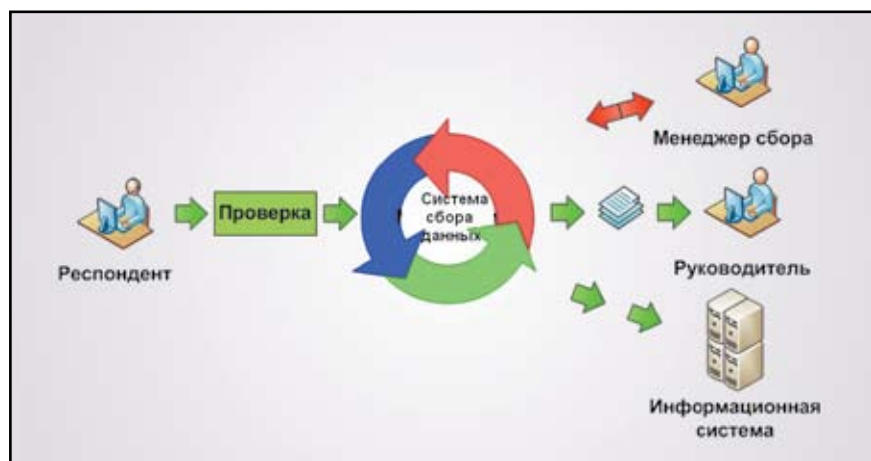 Менеджер сбора
Проверка
Система
сбора
данных
Респондент
Руководитель
Информационная
система